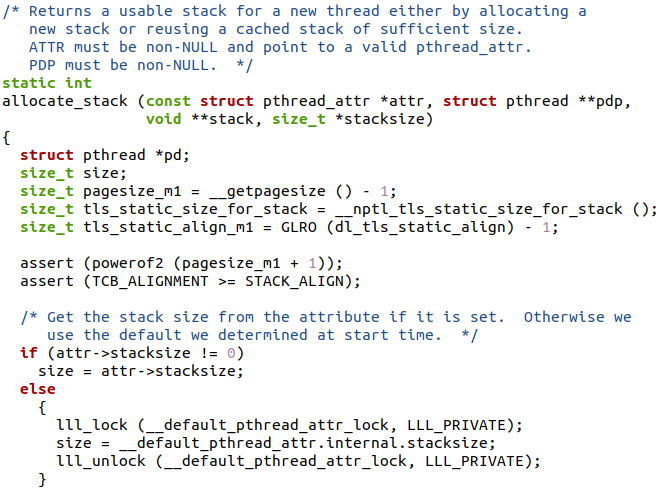 /* Returns a usable stack for a new thread either by allocating a
   new stack or reusing a cached stack of sufficient size.
   ATTR must be non-NULL and point to a valid pthread_attr.
   PDP must be non-NULL.  */
static int
allocate_stack (const struct pthread_attr *attr, struct pthread **pdp,
                void **stack, size_t *stacksize)
{
  struct pthread *pd;
  size_t size;
  size_t pagesize_m1 = __getpagesize () - 1;
  size_t tls_static_size_for_stack = __nptl_tls_static_size_for_stack ();
  size_t tls_static_align_m1 = GLRO (dl_tls_static_align) - 1;

  assert (powerof2 (pagesize_m1 + 1));
  assert (TCB_ALIGNMENT >= STACK_ALIGN);

  /* Get the stack size from the attribute if it is set.  Otherwise we
     use the default we determined at start time.  */
  if (attr->stacksize != 0)
    size = attr->stacksize;
  else
    {
      lll_lock (__default_pthread_attr_lock, LLL_PRIVATE);
      size = __default_pthread_attr.internal.stacksize;
      lll_unlock (__default_pthread_attr_lock, LLL_PRIVATE);
    }